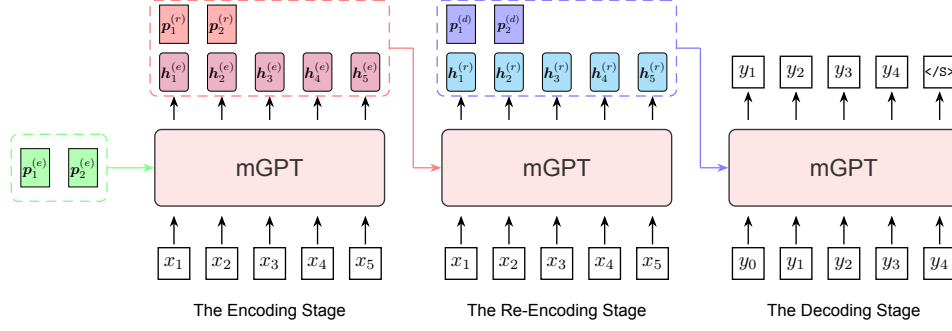 p₁⁽ʳ⁾ p₂⁽ʳ⁾ p₁⁽ᵈ⁾ p₂⁽ᵈ⁾
h₁⁽ᵉ⁾ h₂⁽ᵉ⁾ h₃⁽ᵉ⁾ h₄⁽ᵉ⁾ h₅⁽ᵉ⁾ h₁⁽ʳ⁾ h₂⁽ʳ⁾ h₃⁽ʳ⁾ h₄⁽ʳ⁾ h₅⁽ʳ⁾ y₁ y₂ y₃ y₄ </S>
p₁⁽ᵉ⁾ p₂⁽ᵉ⁾ mGPT mGPT mGPT
x₁ x₂ x₃ x₄ x₅ x₁ x₂ x₃ x₄ x₅ y₀ y₁ y₂ y₃ y₄
The Encoding Stage The Re-Encoding Stage The Decoding Stage